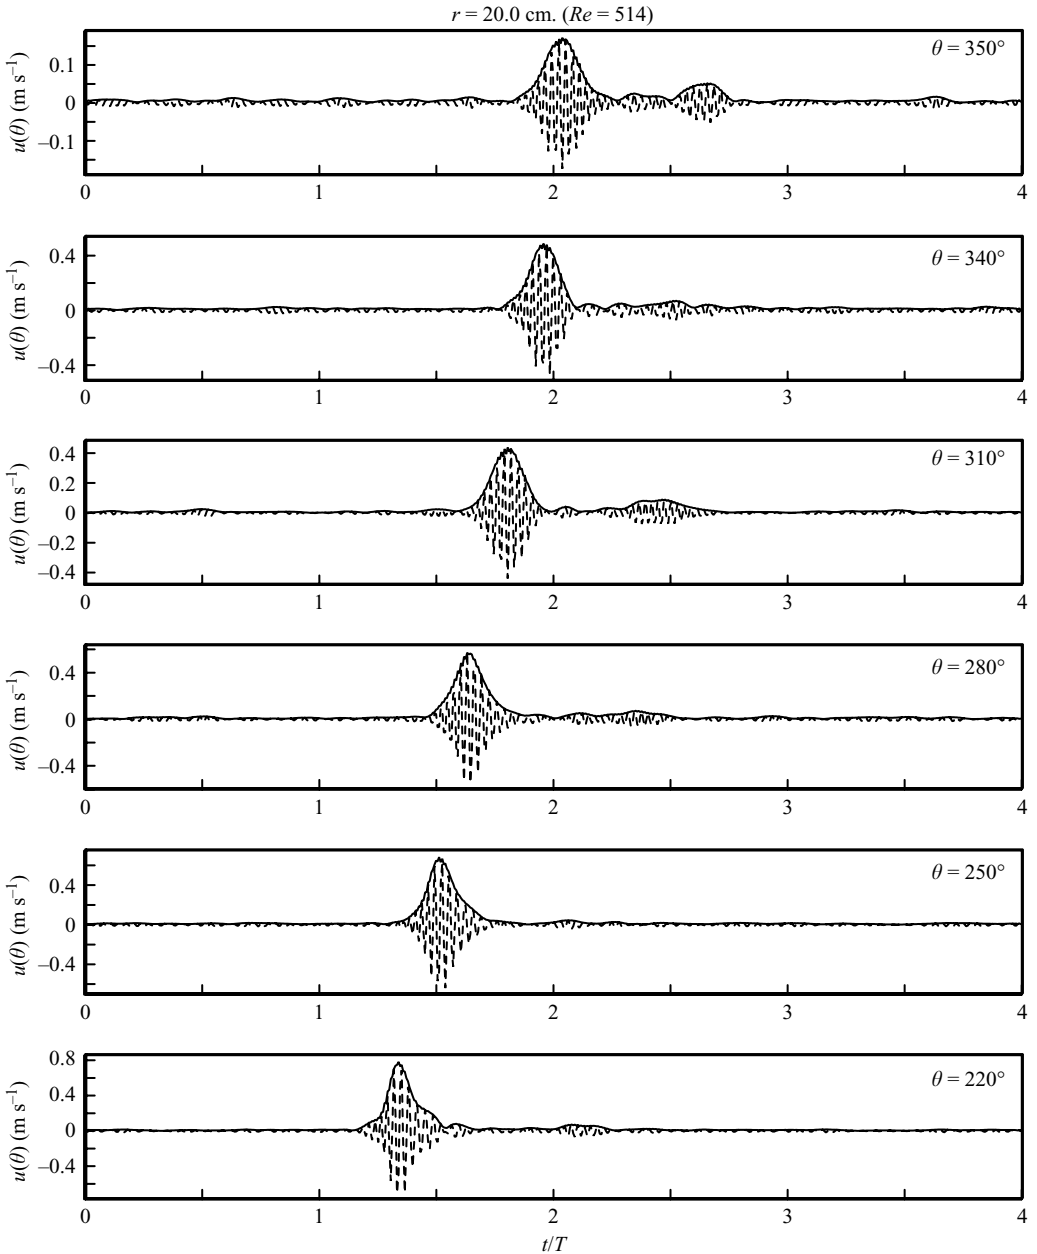 r = 20.0 cm. (Re = 514)
θ = 350°
u(θ) (m s⁻¹)
0.1
0
–0.1
0 1 2 3 4
θ = 340°
u(θ) (m s⁻¹)
0.4
0
–0.4
0 1 2 3 4
θ = 310°
u(θ) (m s⁻¹)
0.4
0.2
0
–0.2
–0.4
0 1 2 3 4
θ = 280°
u(θ) (m s⁻¹)
0.4
0
–0.4
0 1 2 3 4
θ = 250°
u(θ) (m s⁻¹)
0.4
0
–0.4
0 1 2 3 4
θ = 220°
u(θ) (m s⁻¹)
0.8
0.4
0
–0.4
0 1 2 3 4
t/T